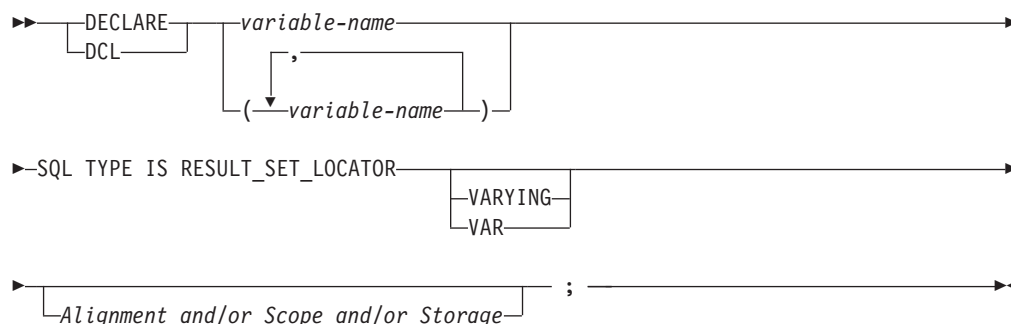 DECLARE variable-name
DCL ,
( variable-name )
SQL TYPE IS RESULT_SET_LOCATOR
VARYING
VAR
;
Alignment and/or Scope and/or Storage